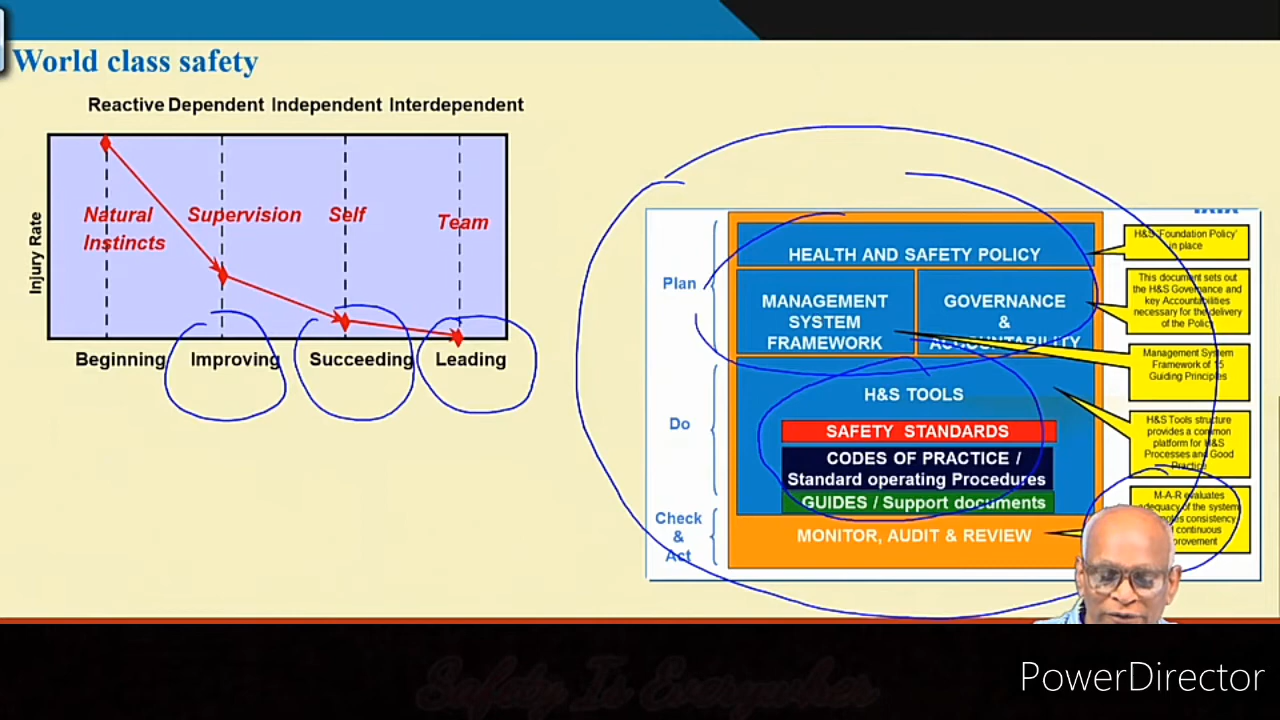 World class safety
Reactive Dependent Independent Interdependent
Injury Rate
Natural
Instincts
Supervision
Self
Team
Beginning
Improving
Succeeding
Leading
Plan
HEALTH AND SAFETY POLICY
MANAGEMENT
SYSTEM
FRAMEWORK
GOVERNANCE
&
ACCOUNTABILITY
Do
H&S TOOLS
SAFETY STANDARDS
CODES OF PRACTICE /
Standard operating Procedures
GUIDES / Support documents
Check
&
Act
MONITOR, AUDIT & REVIEW
H&S 'Foundation Policy'
in place
This document sets out
the H&S Governance and
key Accountabilities
necessary for the delivery
of the Policy
Management System
Framework of 15
Guiding Principles
H&S Tools structure
provides a common
platform for H&S
Processes and Good
Practice
M-A-R evaluates
adequacy of the system
consistency
continuous
Safety Is Everywhere
PowerDirector